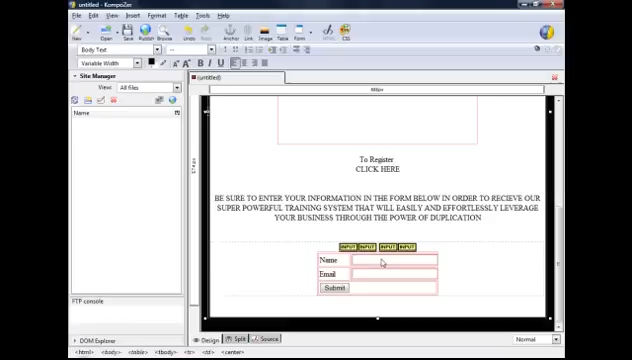 untitled - KompoZer
File Edit View Insert Format Table Tools Help
New Open Save Publish Browse Undo Redo Anchor Link Image Table Form CSS
Body Text
Variable Width
B I U
Site Manager
(untitled)
View: All files
Name
To Register
CLICK HERE
BE SURE TO ENTER YOUR INFORMATION IN THE FORM BELOW IN ORDER TO RECIEVE OUR
SUPER POWERFUL TRAINING SYSTEM THAT WILL EASILY AND EFFORTLESSLY LEVERAGE
YOUR BUSINESS THROUGH THE POWER OF DUPLICATION
INPUT INPUT INPUT INPUT
Name
Email
Submit
FTP console
DOM Explorer
Design Split Source
Normal
<html> <body> <table> <tr> <td> <center>